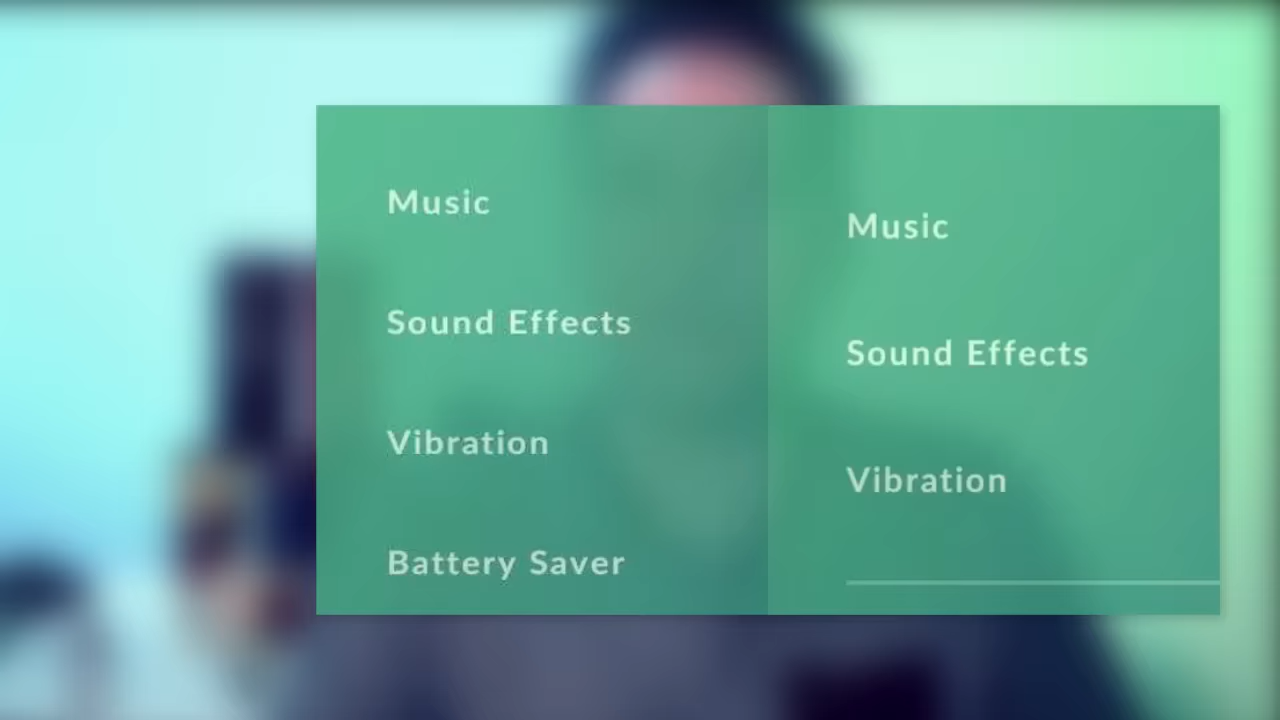 Music
Sound Effects
Vibration
Battery Saver
Music
Sound Effects
Vibration